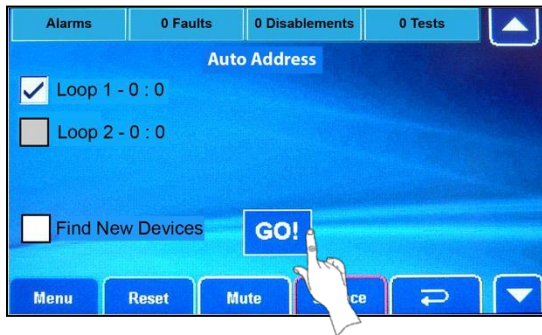 Alarms 0 Faults 0 Disablements 0 Tests
Auto Address
Loop 1 - 0 : 0
Loop 2 - 0 : 0
Find New Devices GO!
Menu Reset Mute